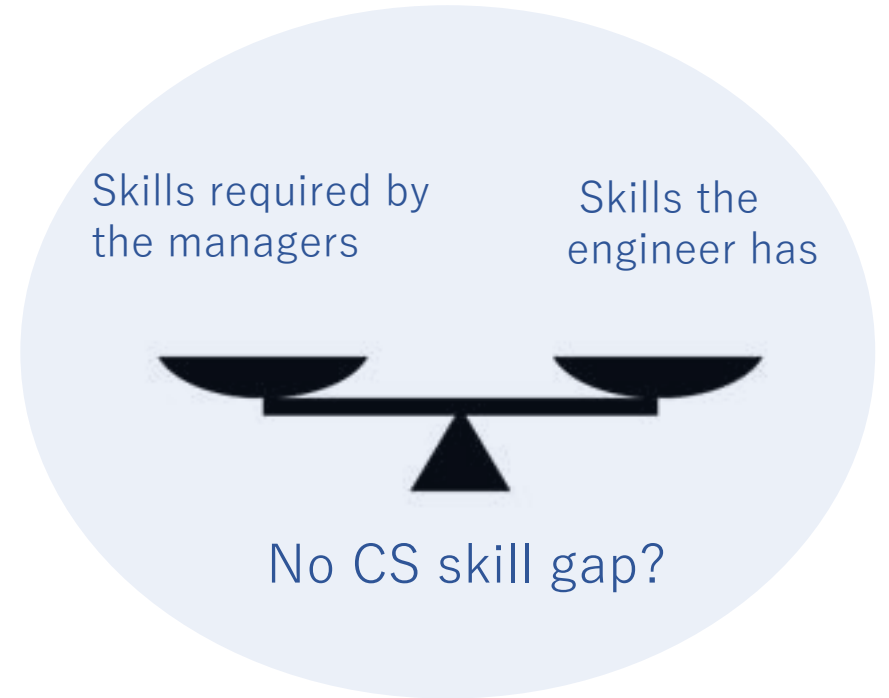 Skills required by
the managers
Skills the
engineer has
No CS skill gap?